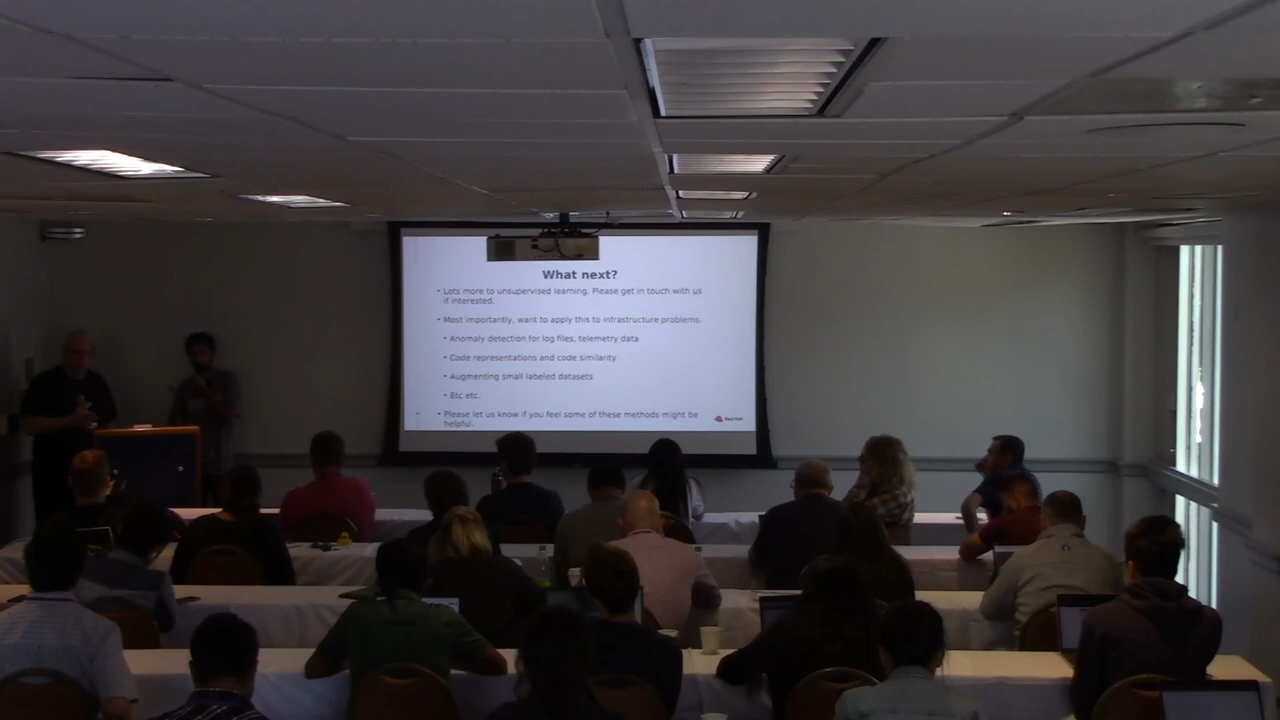 What next?
• Lots more to unsupervised learning. Please get in touch with us
if interested.
• Most importantly, want to apply this to infrastructure problems.
• Anomaly detection for log files, telemetry data
• Code representations and code similarity
• Augmenting small labeled datasets
• Etc etc.
• Please let us know if you feel some of these methods might be
helpful.
Red Hat